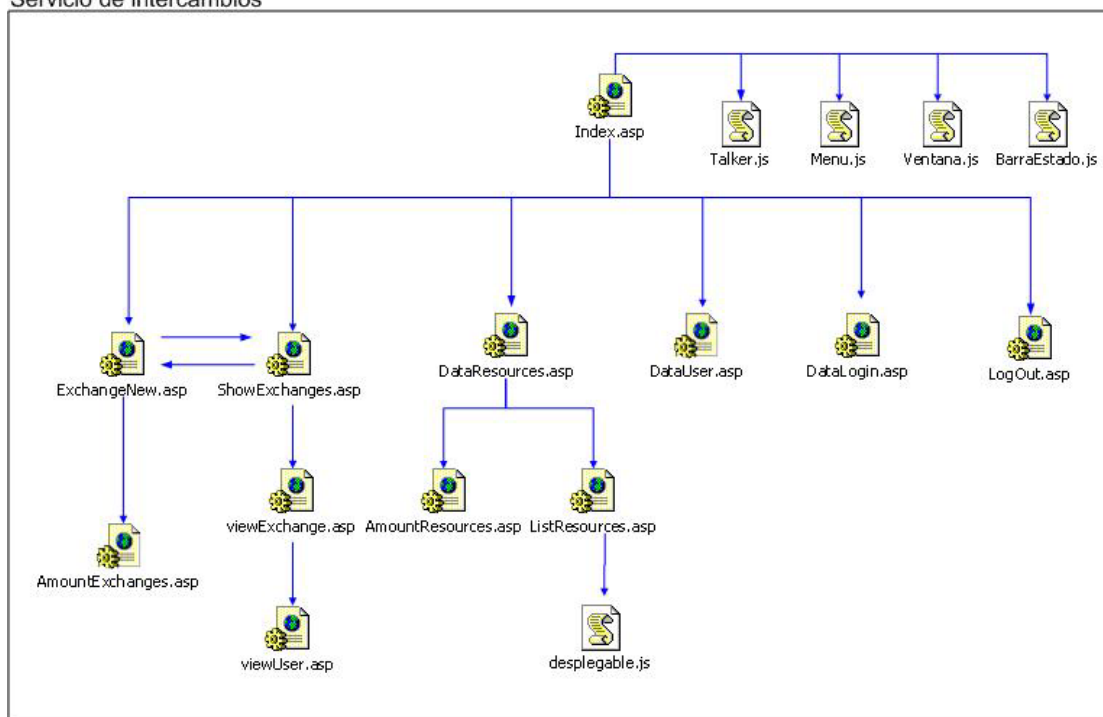 Servicio de Intercambios
Index.asp
Talker.js
Menu.js
Ventana.js
BarraEstado.js
ExchangeNew.asp
ShowExchanges.asp
DataResources.asp
DataUser.asp
DataLogin.asp
LogOut.asp
viewExchange.asp
AmountResources.asp
ListResources.asp
AmountExchanges.asp
viewUser.asp
desplegable.js